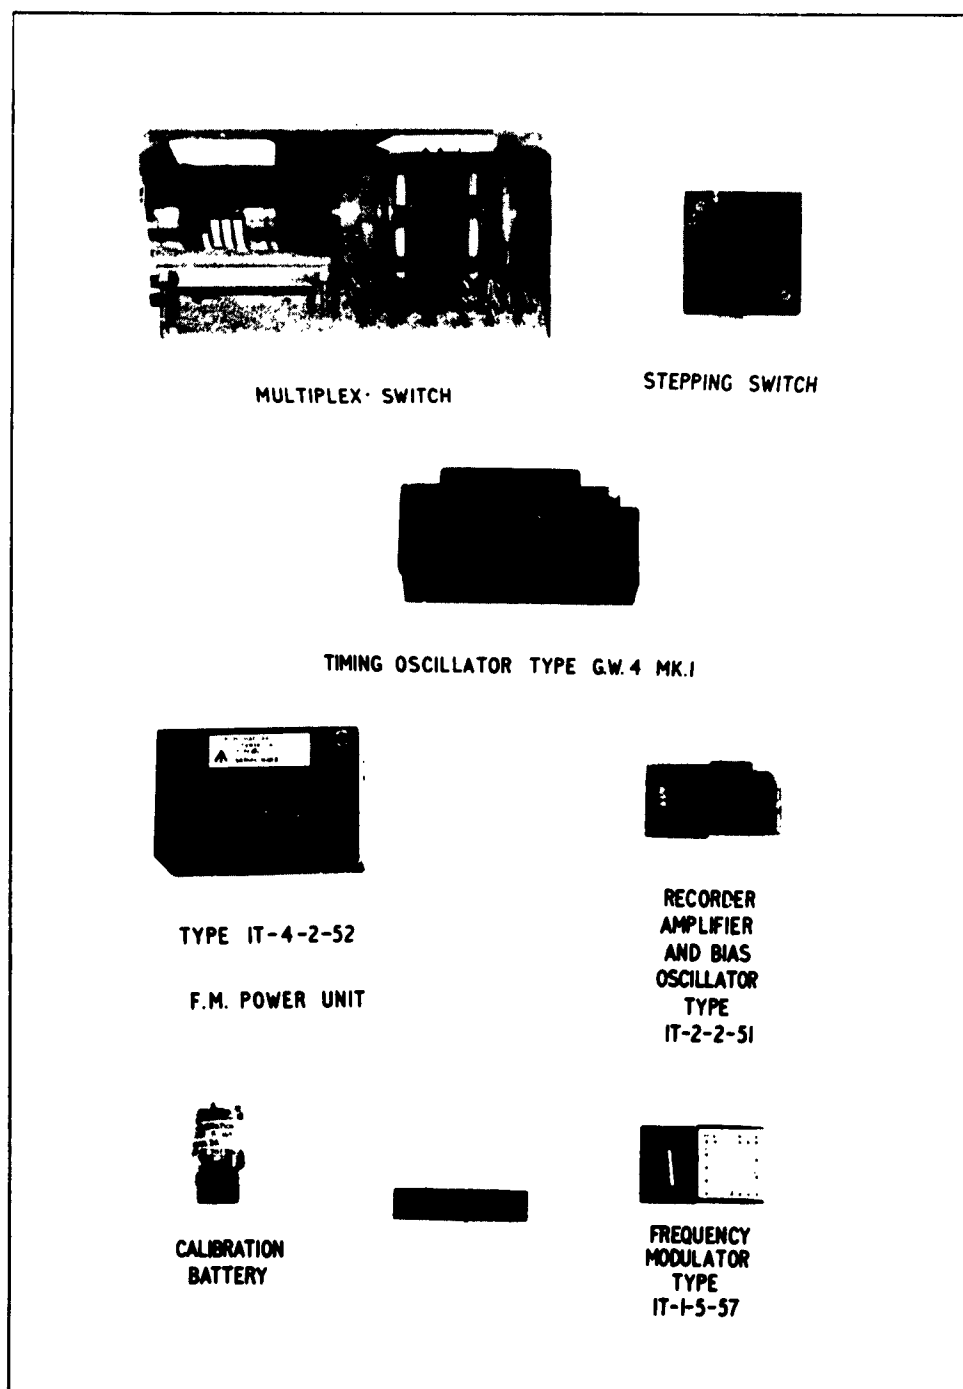 MULTIPLEX· SWITCH
STEPPING SWITCH
TIMING OSCILLATOR TYPE G.W. 4 MK.1
TYPE IT-4-2-52
F.M. POWER UNIT
RECORDER
AMPLIFIER
AND BIAS
OSCILLATOR
TYPE
IT-2-2-51
CALIBRATION
BATTERY
FREQUENCY
MODULATOR
TYPE
IT-1-5-57